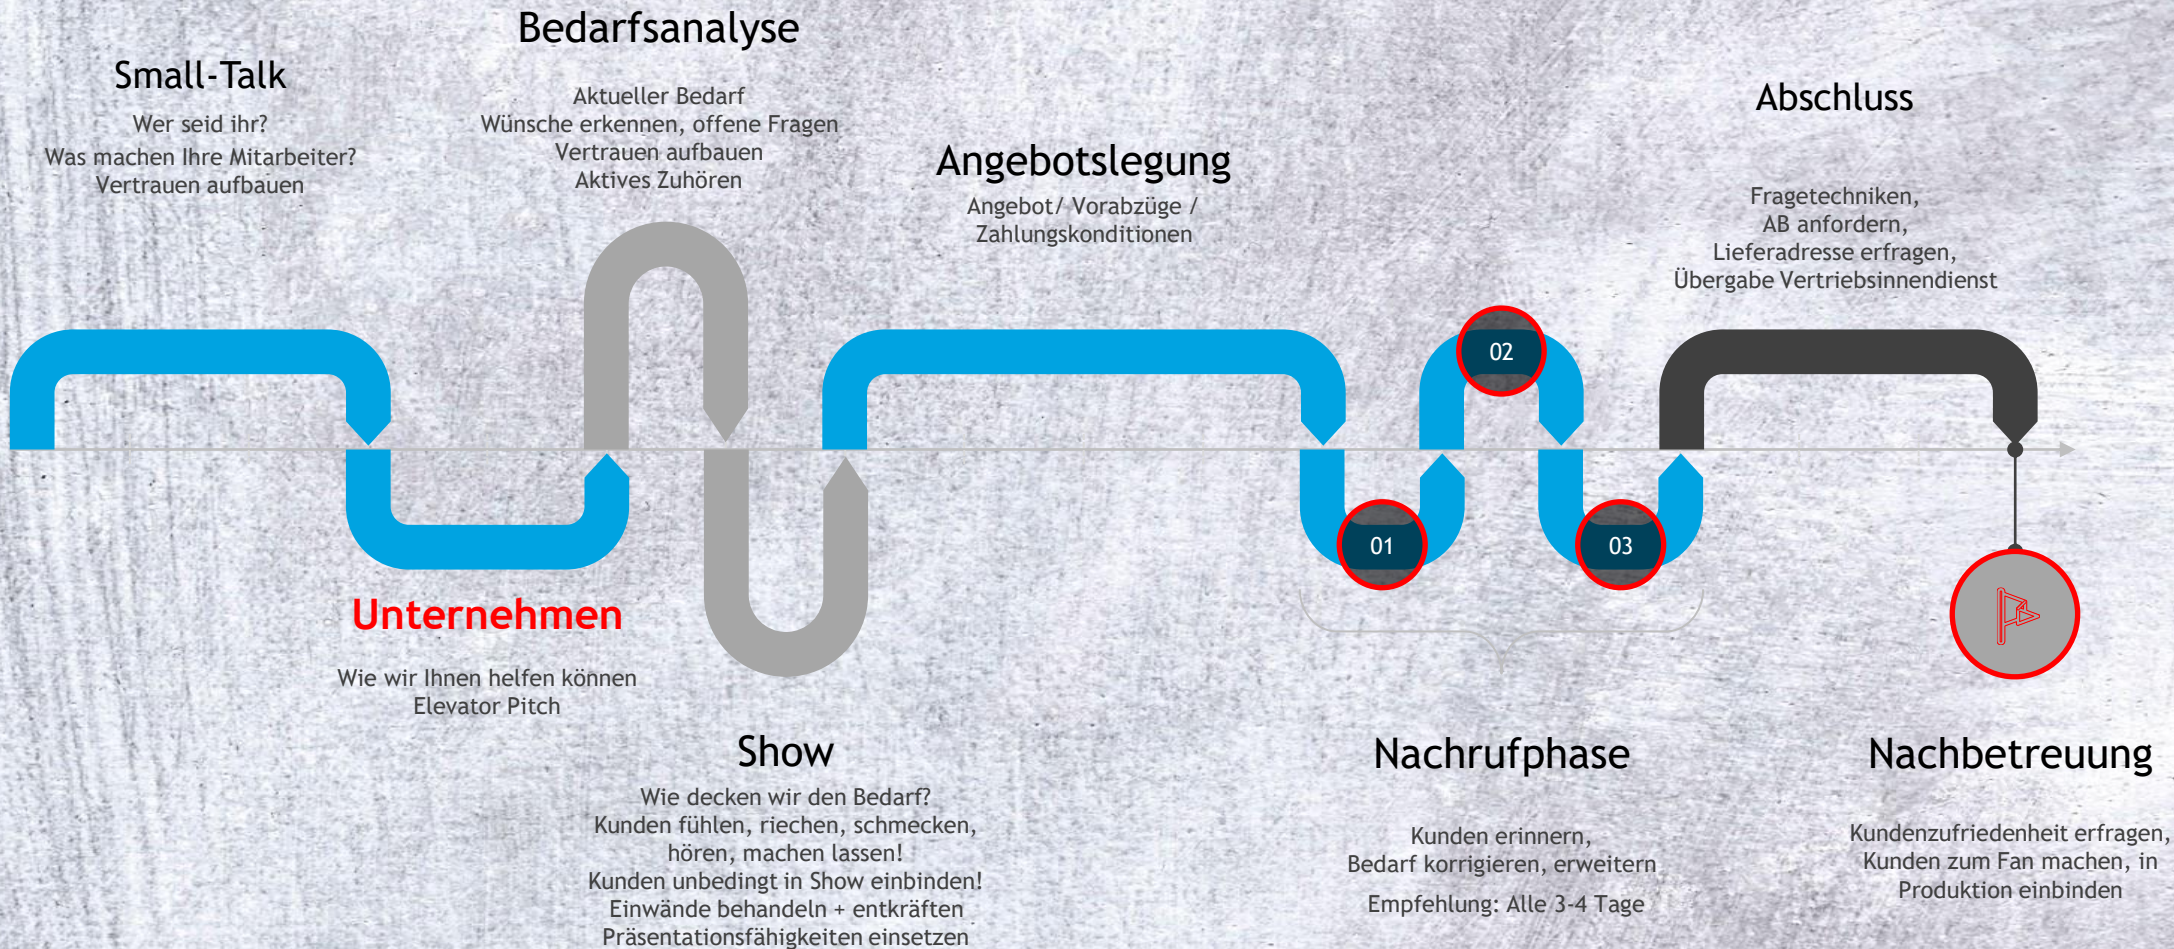 Small-Talk
Wer seid ihr?
Was machen Ihre Mitarbeiter?
Vertrauen aufbauen
Unternehmen
Wie wir Ihnen helfen können
Elevator Pitch
Bedarfsanalyse
Aktueller Bedarf
Wünsche erkennen, offene Fragen
Vertrauen aufbauen
Aktives Zuhören
Show
Wie decken wir den Bedarf?
Kunden fühlen, riechen, schmecken,
hören, machen lassen!
Kunden unbedingt in Show einbinden!
Einwände behandeln + entkräften
Präsentationsfähigkeiten einsetzen
Angebotslegung
Angebot/ Vorabzüge /
Zahlungskonditionen
01
02
03
Nachrufphase
Kunden erinnern,
Bedarf korrigieren, erweitern
Empfehlung: Alle 3-4 Tage
Abschluss
Fragetechniken,
AB anfordern,
Lieferadresse erfragen,
Übergabe Vertriebsinnendienst
Nachbetreuung
Kundenzufriedenheit erfragen,
Kunden zum Fan machen, in
Produktion einbinden